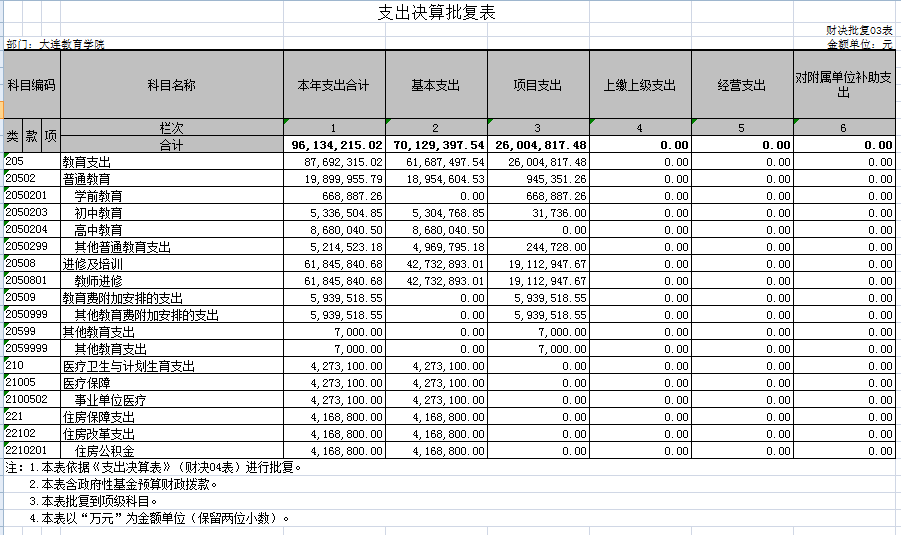 支出决算批复表
财决批复03表
部门：大连教育学院 金额单位：元
科目编码 科目名称 本年支出合计 基本支出 项目支出 上缴上级支出 经营支出 对附属单位补助支出
类 款 项 栏次 1 2 3 4 5 6
合计 96,134,215.02 70,129,397.54 26,004,817.48 0.00 0.00 0.00
205 教育支出 87,692,315.02 61,687,497.54 26,004,817.48 0.00 0.00 0.00
20502 普通教育 19,899,955.79 18,954,604.53 945,351.26 0.00 0.00 0.00
2050201 学前教育 668,887.26 0.00 668,887.26 0.00 0.00 0.00
2050203 初中教育 5,336,504.85 5,304,768.85 31,736.00 0.00 0.00 0.00
2050204 高中教育 8,680,040.50 8,680,040.50 0.00 0.00 0.00 0.00
2050299 其他普通教育支出 5,214,523.18 4,969,795.18 244,728.00 0.00 0.00 0.00
20508 进修及培训 61,845,840.68 42,732,893.01 19,112,947.67 0.00 0.00 0.00
2050801 教师进修 61,845,840.68 42,732,893.01 19,112,947.67 0.00 0.00 0.00
20509 教育费附加安排的支出 5,939,518.55 0.00 5,939,518.55 0.00 0.00 0.00
2050999 其他教育费附加安排的支出 5,939,518.55 0.00 5,939,518.55 0.00 0.00 0.00
20599 其他教育支出 7,000.00 0.00 7,000.00 0.00 0.00 0.00
2059999 其他教育支出 7,000.00 0.00 7,000.00 0.00 0.00 0.00
210 医疗卫生与计划生育支出 4,273,100.00 4,273,100.00 0.00 0.00 0.00 0.00
21005 医疗保障 4,273,100.00 4,273,100.00 0.00 0.00 0.00 0.00
2100502 事业单位医疗 4,273,100.00 4,273,100.00 0.00 0.00 0.00 0.00
221 住房保障支出 4,168,800.00 4,168,800.00 0.00 0.00 0.00 0.00
22102 住房改革支出 4,168,800.00 4,168,800.00 0.00 0.00 0.00 0.00
2210201 住房公积金 4,168,800.00 4,168,800.00 0.00 0.00 0.00 0.00
注：1.本表依据《支出决算表》（财决04表）进行批复。
2.本表含政府性基金预算财政拨款。
3.本表批复到项级科目。
4.本表以“万元”为金额单位（保留两位小数）。